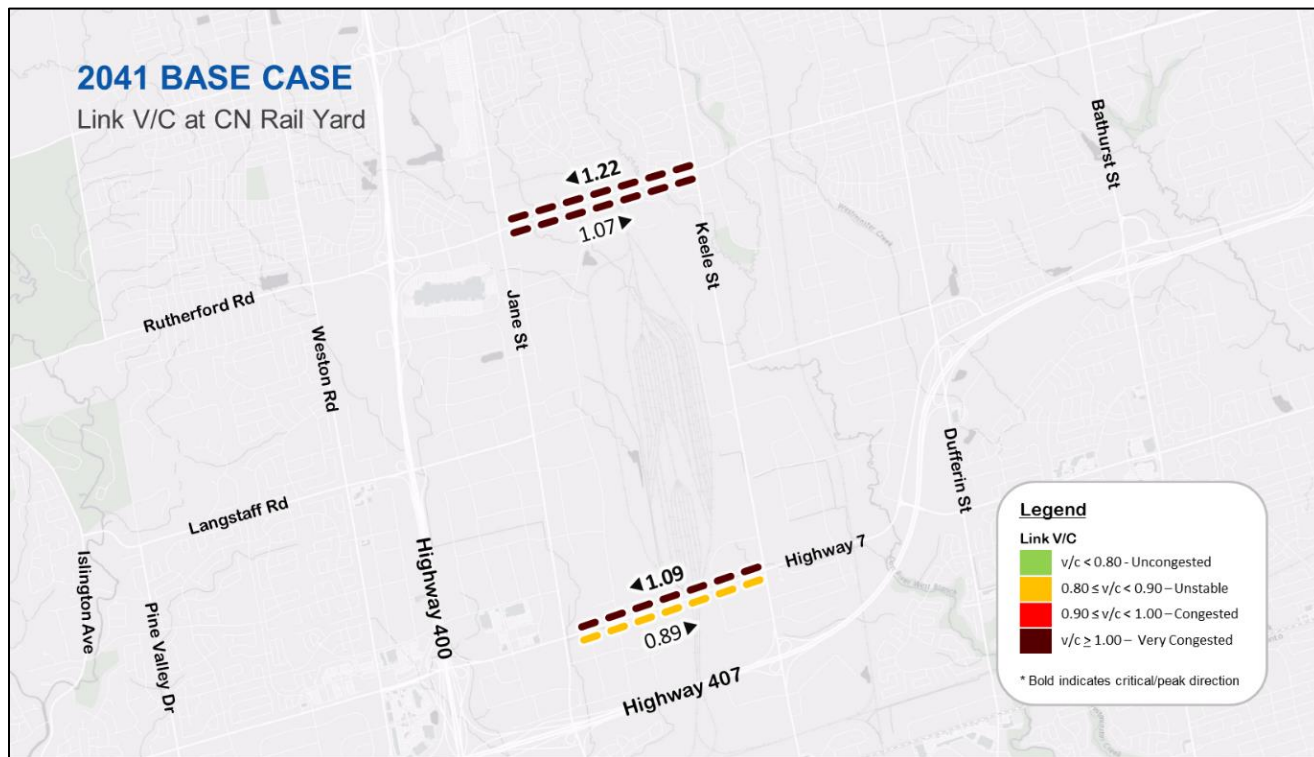 2041 BASE CASE
Link V/C at CN Rail Yard
Bathurst St
◄1.22
1.07►
Keele St
Rutherford Rd
Jane St
Weston Rd
Dufferin St
Langstaff Rd
Highway 400
Highway 7
◄1.09
0.89►
Islington Ave
Pine Valley Dr
Highway 407
Legend
Link V/C
v/c < 0.80 - Uncongested
0.80 ≤ v/c < 0.90 – Unstable
0.90 ≤ v/c < 1.00 – Congested
v/c ≥ 1.00 – Very Congested
* Bold indicates critical/peak direction